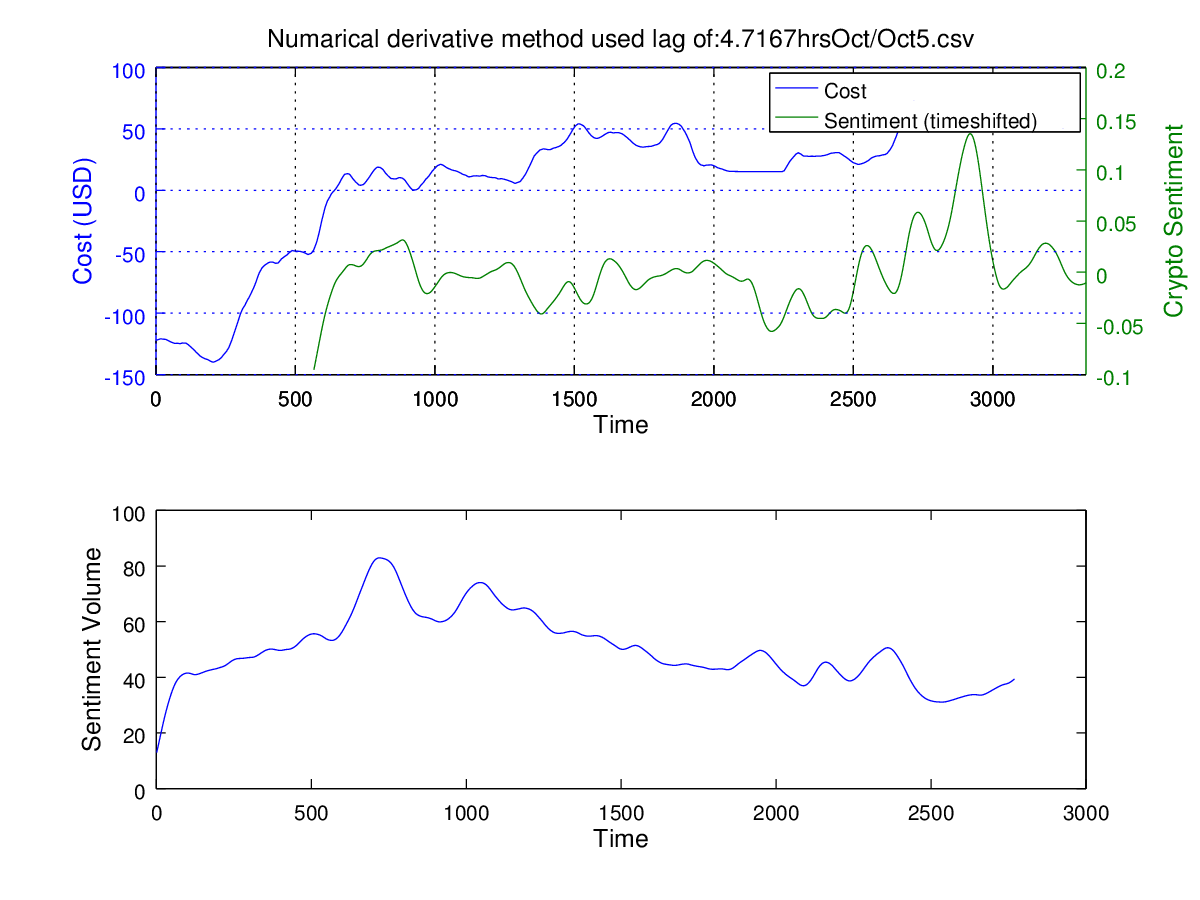 Numarical derivative method used lag of:4.7167hrsOct/Oct5.csv
Cost
Sentiment (timeshifted)
100
50
0
-50
-100
-150
Cost (USD)
0.2
0.15
0.1
0.05
0
-0.05
-0.1
Crypto Sentiment
0 500 1000 1500 2000 2500 3000
Time
100
80
60
40
20
0
Sentiment Volume
0 500 1000 1500 2000 2500 3000
Time